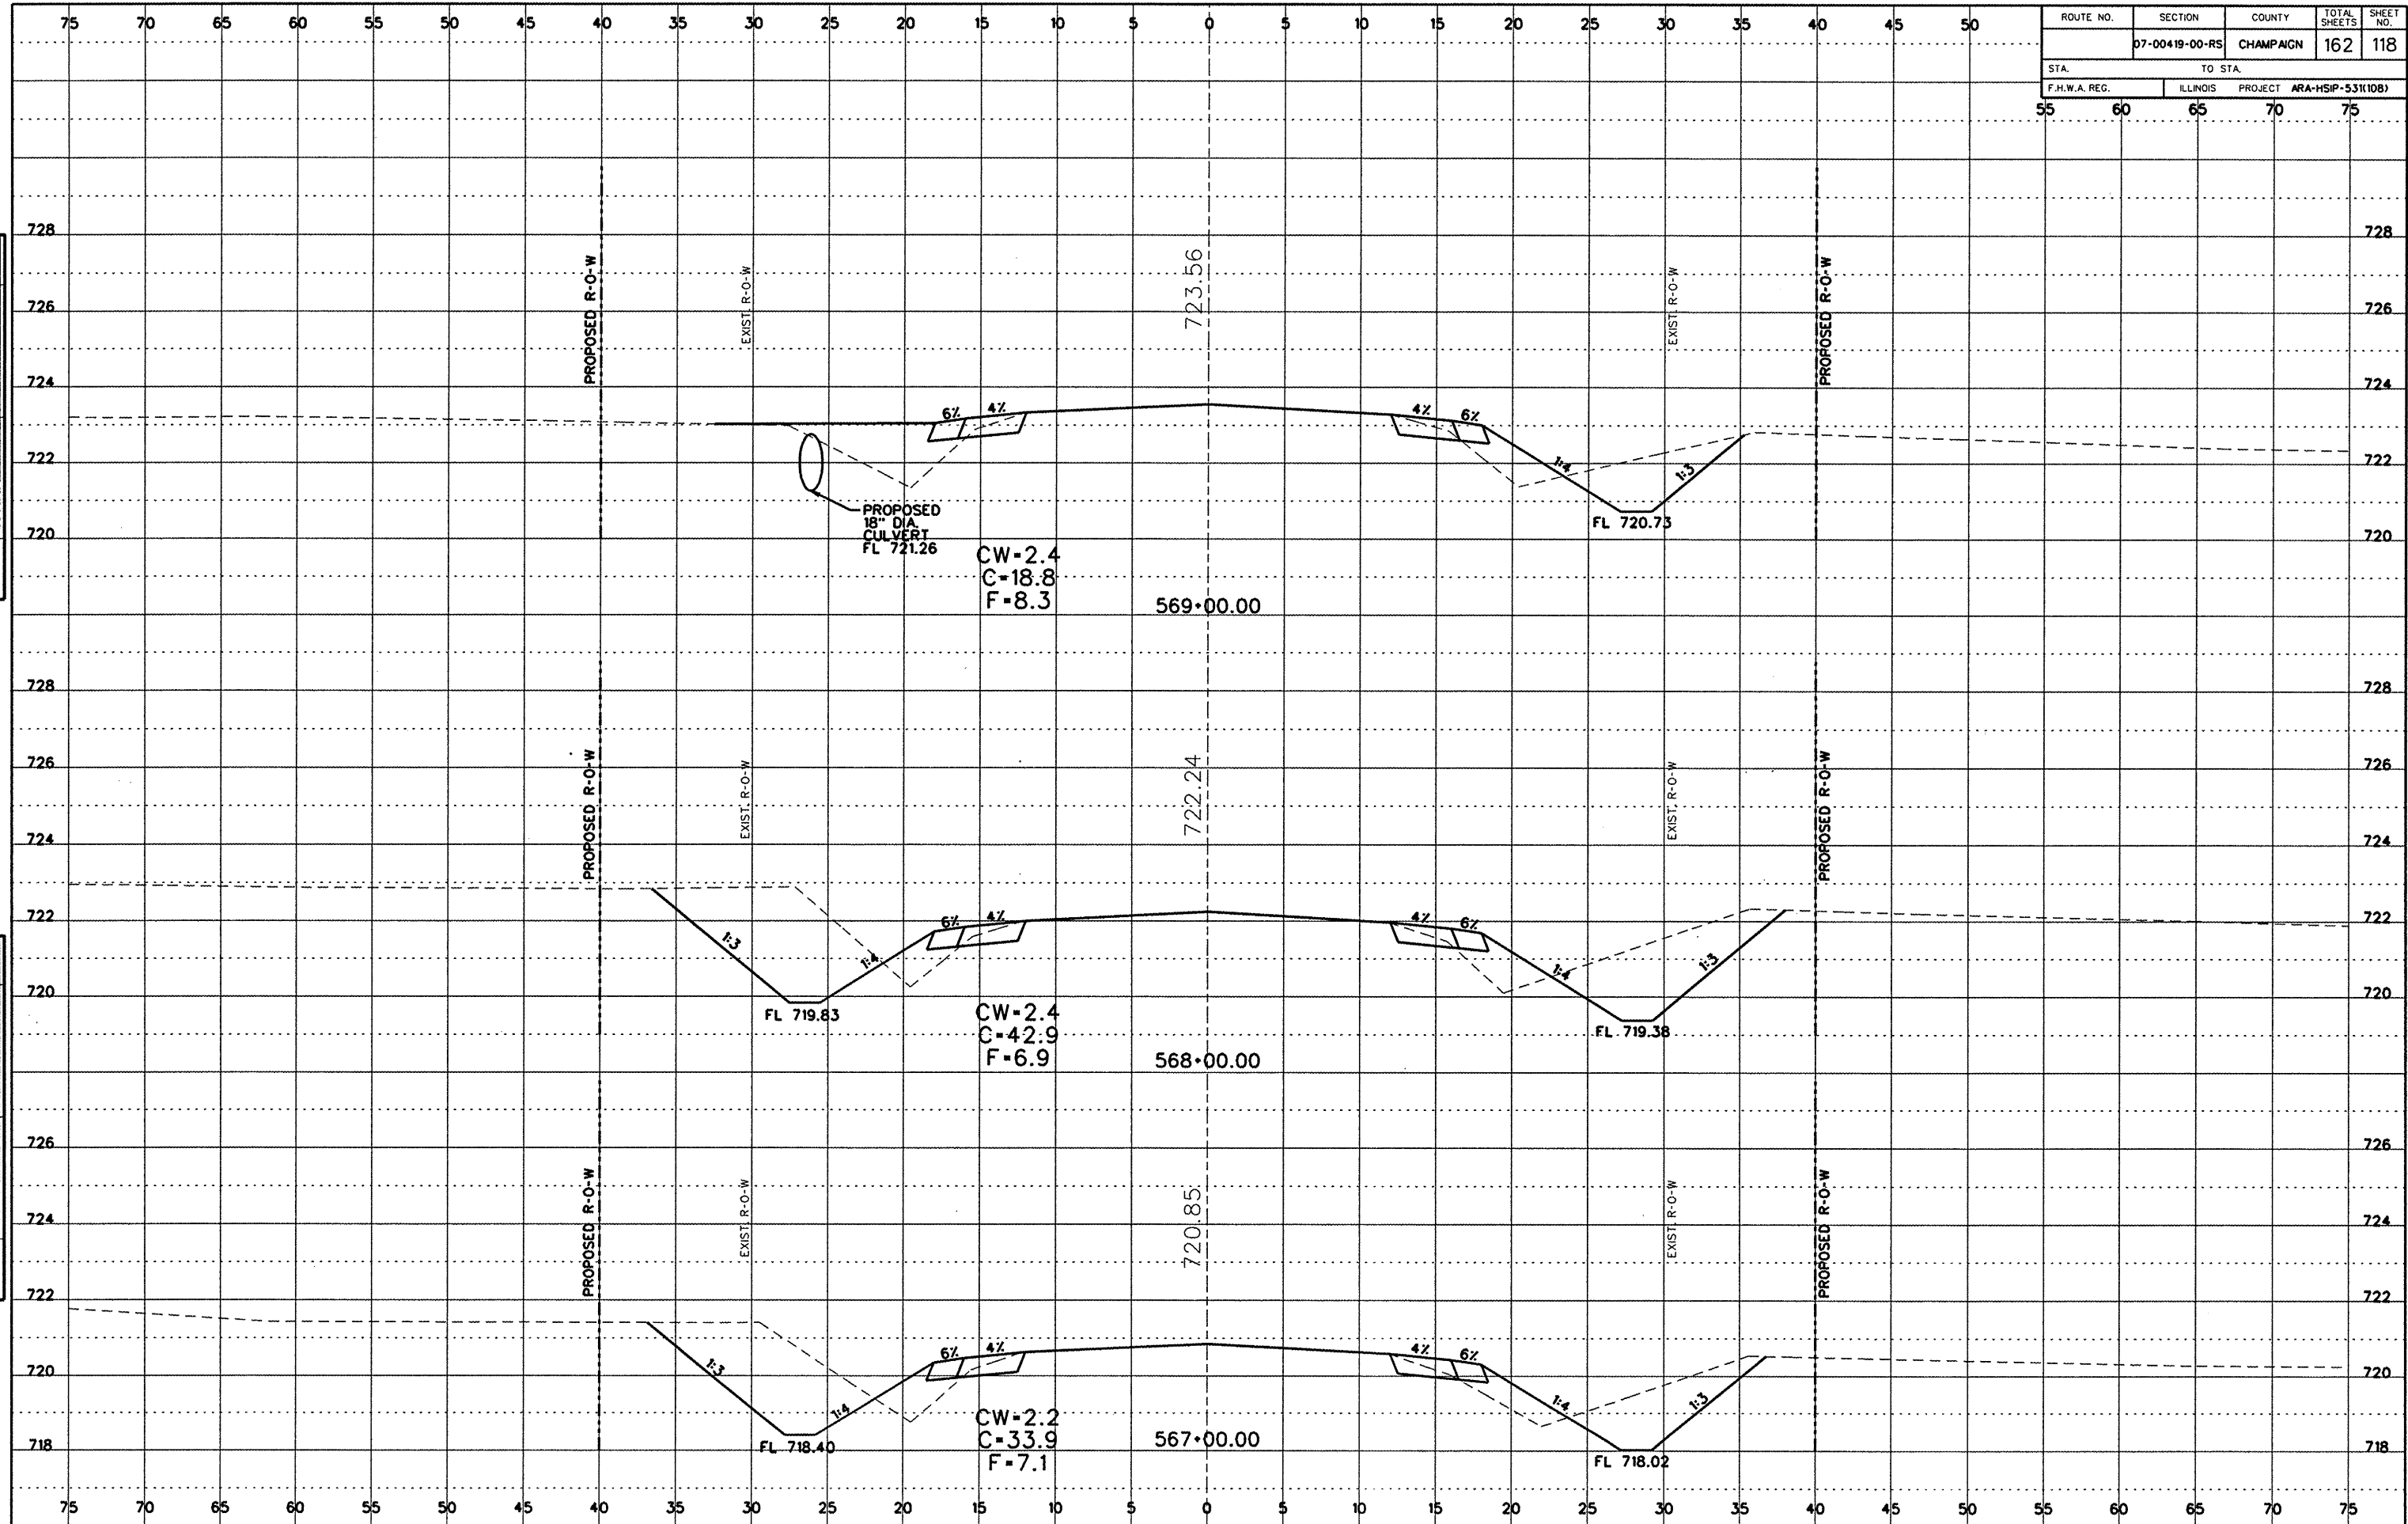 75 70 65 60 55 50 45 40 35 30 25 20 15 10 5 0 5 10 15 20 25 30 35 40 45 50
ROUTE NO. SECTION COUNTY TOTAL SHEETS SHEET NO.
07-00419-00-RS CHAMPAIGN 162 118
STA. TO STA.
F.H.W.A. REG. ILLINOIS PROJECT ARA-HSIP-531(108)
55 60 65 70 75
728 728
726 726
724 724
722 722
720 720
PROPOSED R-O-W
EXIST. R-O-W
723.56
EXIST. R-O-W
PROPOSED R-O-W
6% 4% 4% 6%
1:4 1:3
PROPOSED
18" DIA.
CULVERT
FL 721.26
FL 720.73
CW=2.4
C=18.8
F=8.3
569+00.00
728 728
726 726
724 724
722 722
720 720
PROPOSED R-O-W
EXIST. R-O-W
722.24
EXIST. R-O-W
PROPOSED R-O-W
6% 4% 4% 6%
1:3 1:4 1:4 1:3
FL 719.83
FL 719.38
CW=2.4
C=42.9
F=6.9
568+00.00
726 726
724 724
722 722
720 720
718 718
PROPOSED R-O-W
EXIST. R-O-W
720.85
EXIST. R-O-W
PROPOSED R-O-W
6% 4% 4% 6%
1:3 1:4 1:4 1:3
FL 718.40
FL 718.02
CW=2.2
C=33.9
F=7.1
567+00.00
75 70 65 60 55 50 45 40 35 30 25 20 15 10 5 0 5 10 15 20 25 30 35 40 45 50 55 60 65 70 75